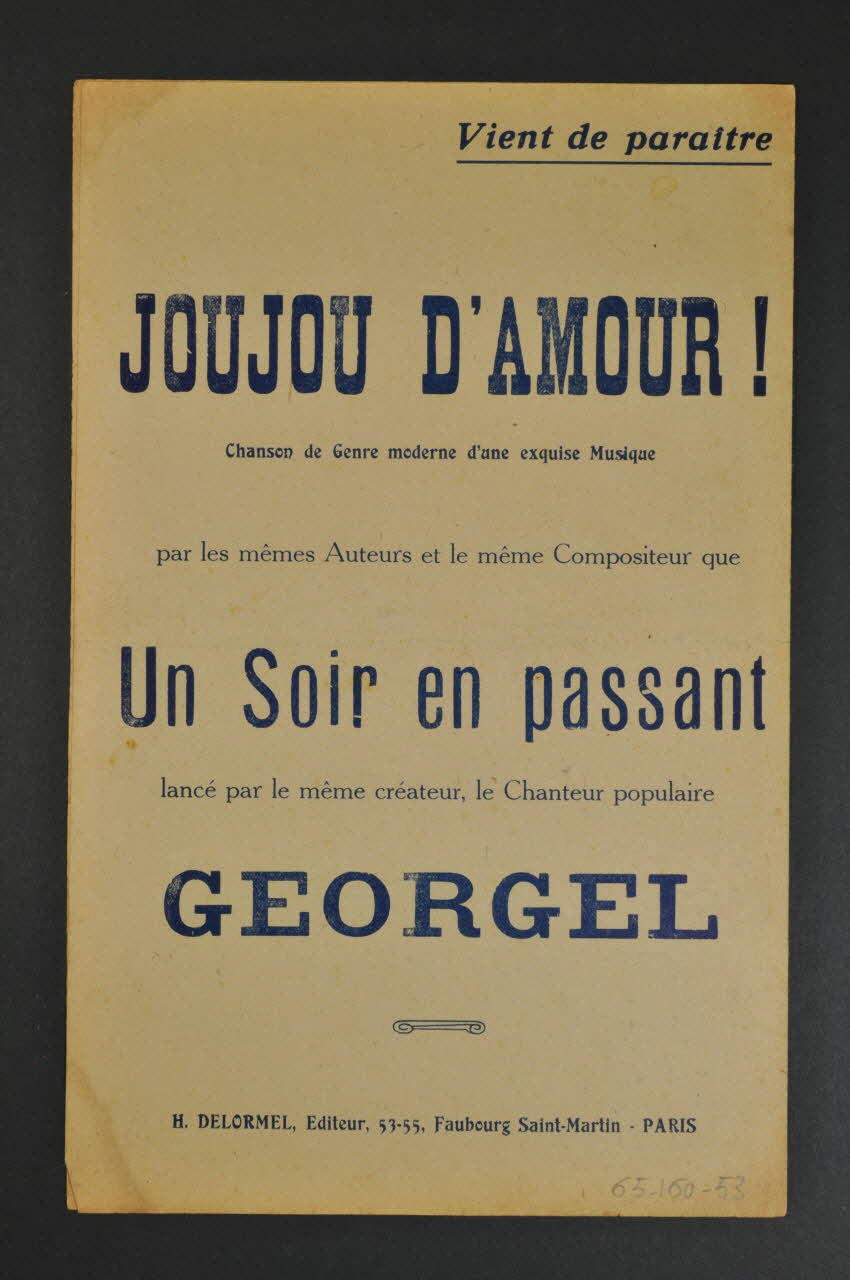 Vient de paraître
JOUJOU D'AMOUR !
Chanson de Genre moderne d'une exquise Musique
par les mêmes Auteurs et le même Compositeur que
Un Soir en passant
lancé par le même créateur, le Chanteur populaire
GEORGEL
H. DELORMEL, Editeur, 53-55, Faubourg Saint-Martin - PARIS
65-160-53